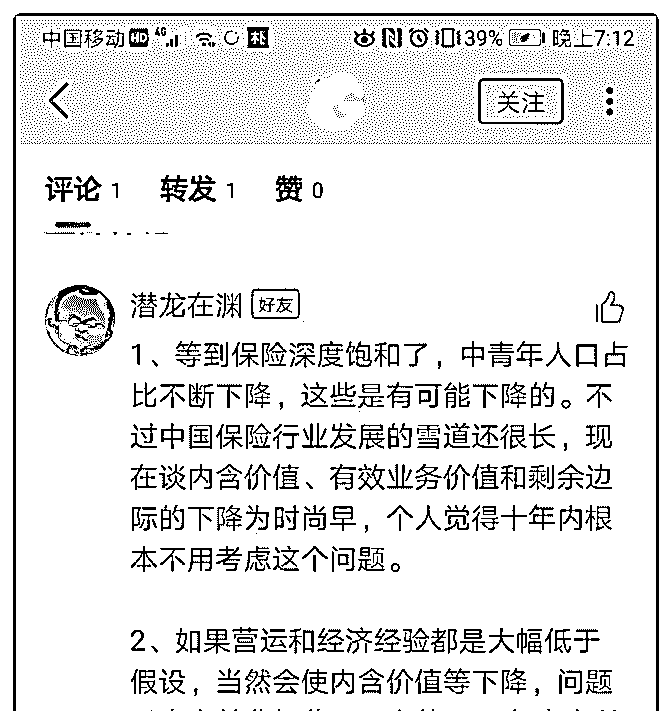 中国移动 HD 4G 39% 晚上7:12
关注
评论 1 转发 1 赞 0
潜龙在渊 好友
1、等到保险深度饱和了，中青年人口占
比不断下降，这些是有可能下降的。不
过中国保险行业发展的雪道还很长，现
在谈内含价值、有效业务价值和剩余边
际的下降为时尚早，个人觉得十年内根
本不用考虑这个问题。
2、如果营运和经济经验都是大幅低于
假设，当然会使内含价值等下降，问题